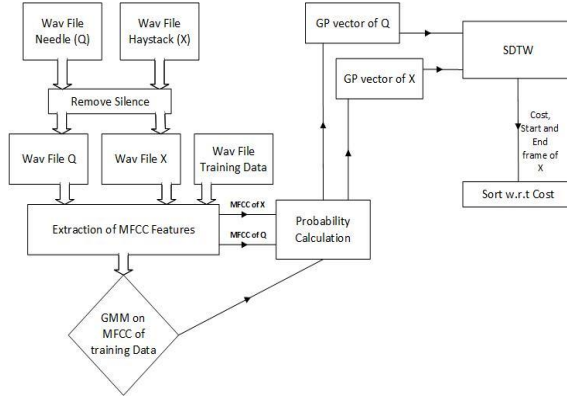 Wav File
Needle (Q)
Wav File
Haystack (X)
Remove Silence
Wav File Q
Wav File X
Wav File
Training Data
Extraction of MFCC Features
MFCC of X
MFCC of Q
Probability
Calculation
GMM on
MFCC of
training Data
GP vector of Q
GP vector of X
SDTW
Cost,
Start and
End
frame of
X
Sort w.r.t Cost